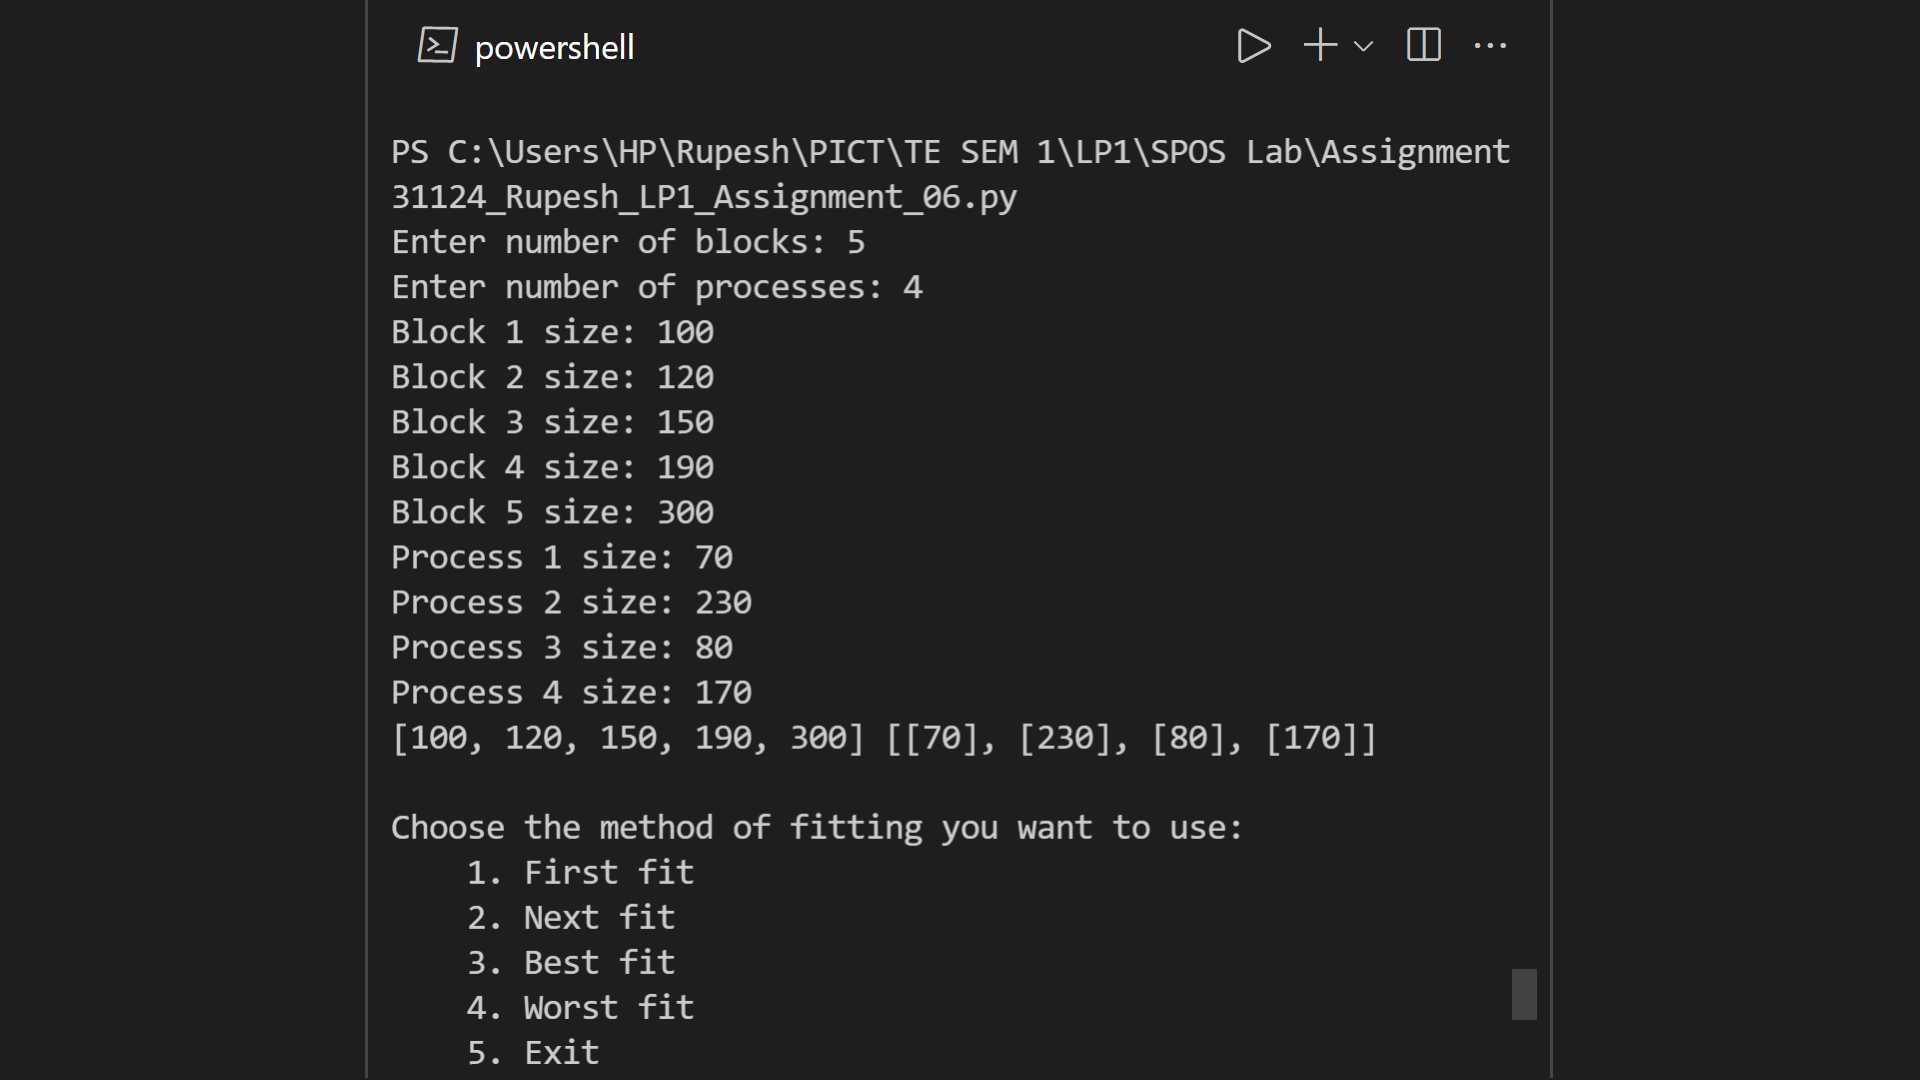 powershell
PS C:\Users\HP\Rupesh\PICT\TE SEM 1\LP1\SPOS Lab\Assignment
31124_Rupesh_LP1_Assignment_06.py
Enter number of blocks: 5
Enter number of processes: 4
Block 1 size: 100
Block 2 size: 120
Block 3 size: 150
Block 4 size: 190
Block 5 size: 300
Process 1 size: 70
Process 2 size: 230
Process 3 size: 80
Process 4 size: 170
[100, 120, 150, 190, 300] [[70], [230], [80], [170]]
Choose the method of fitting you want to use:
1. First fit
2. Next fit
3. Best fit
4. Worst fit
5. Exit